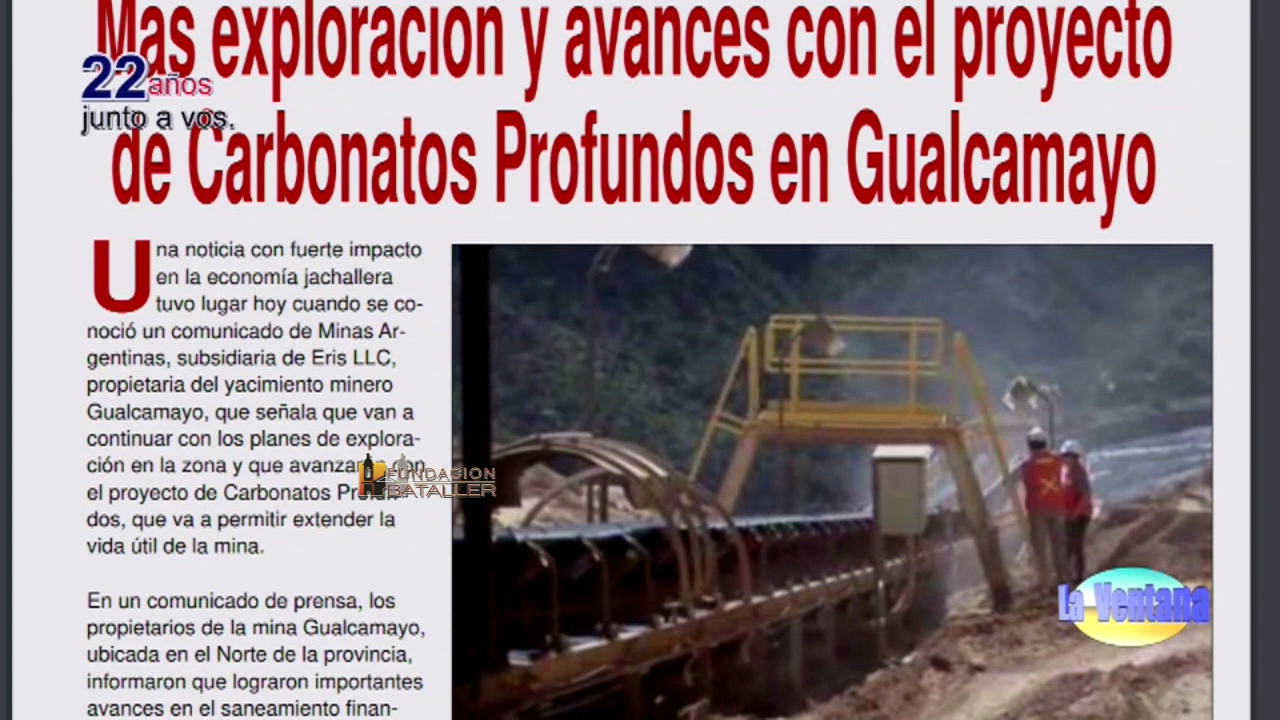 Mas exploracion y avances con el proyecto
de Carbonatos Profundos en Gualcamayo
22 años
junto a vos.
Una noticia con fuerte impacto
en la economía jachallera
tuvo lugar hoy cuando se co-
noció un comunicado de Minas Ar-
gentinas, subsidiaria de Eris LLC,
propietaria del yacimiento minero
Gualcamayo, que señala que van a
continuar con los planes de explora-
ción en la zona y que
el proyecto de Carbonatos
dos, que va a permitir extender la
vida útil de la mina.
En un comunicado de prensa, los
propietarios de la mina Gualcamayo,
ubicada en el Norte de la provincia,
informaron que lograron importantes
avances en el saneamiento finan-
FUNDACION
BATALLER
La Ventana